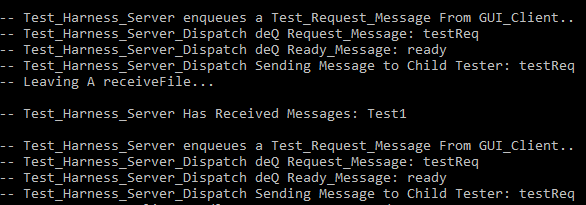 -- Test_Harness_Server enqueues a Test_Request_Message From GUI_Client..
-- Test_Harness_Server_Dispatch deQ Request_Message: testReq
-- Test_Harness_Server_Dispatch deQ Ready_Message: ready
-- Test_Harness_Server_Dispatch Sending Message to Child Tester: testReq
-- Leaving A receiveFile...
-- Test_Harness_Server Has Received Messages: Test1
-- Test_Harness_Server enqueues a Test_Request_Message From GUI_Client..
-- Test_Harness_Server_Dispatch deQ Request_Message: testReq
-- Test_Harness_Server_Dispatch deQ Ready_Message: ready
-- Test_Harness_Server_Dispatch Sending Message to Child Tester: testReq